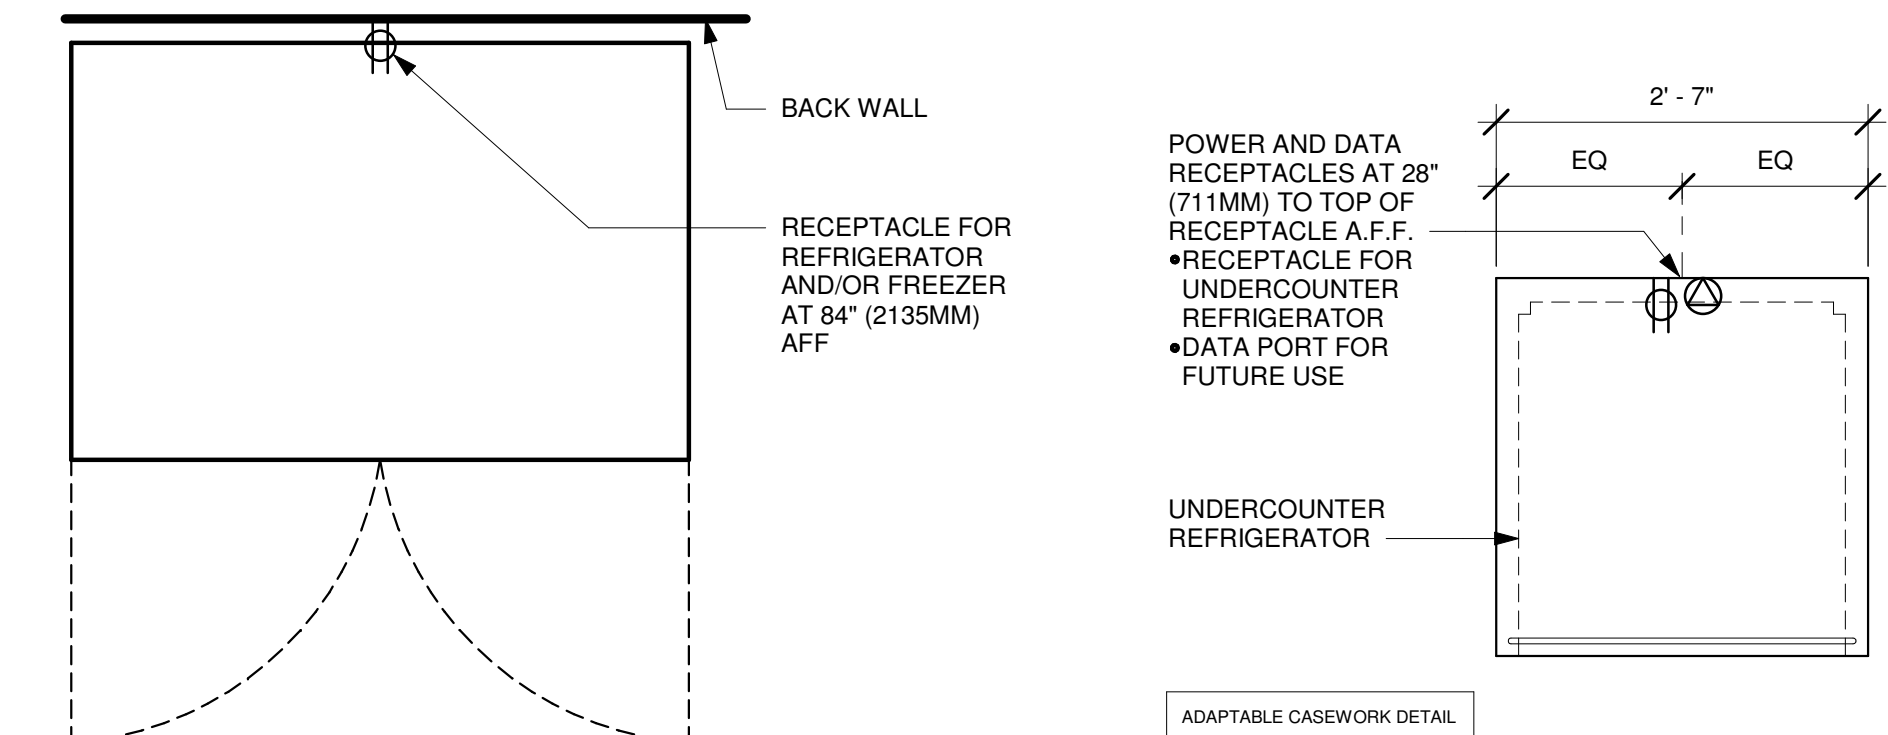 BACK WALL
RECEPTACLE FOR
REFRIGERATOR
AND/OR FREEZER
AT 84" (2135MM)
AFF
2' - 7"
EQ EQ
POWER AND DATA
RECEPTACLES AT 28"
(711MM) TO TOP OF
RECEPTACLE A.F.F.
•RECEPTACLE FOR
UNDERCOUNTER
REFRIGERATOR
•DATA PORT FOR
FUTURE USE
UNDERCOUNTER
REFRIGERATOR
ADAPTABLE CASEWORK DETAIL